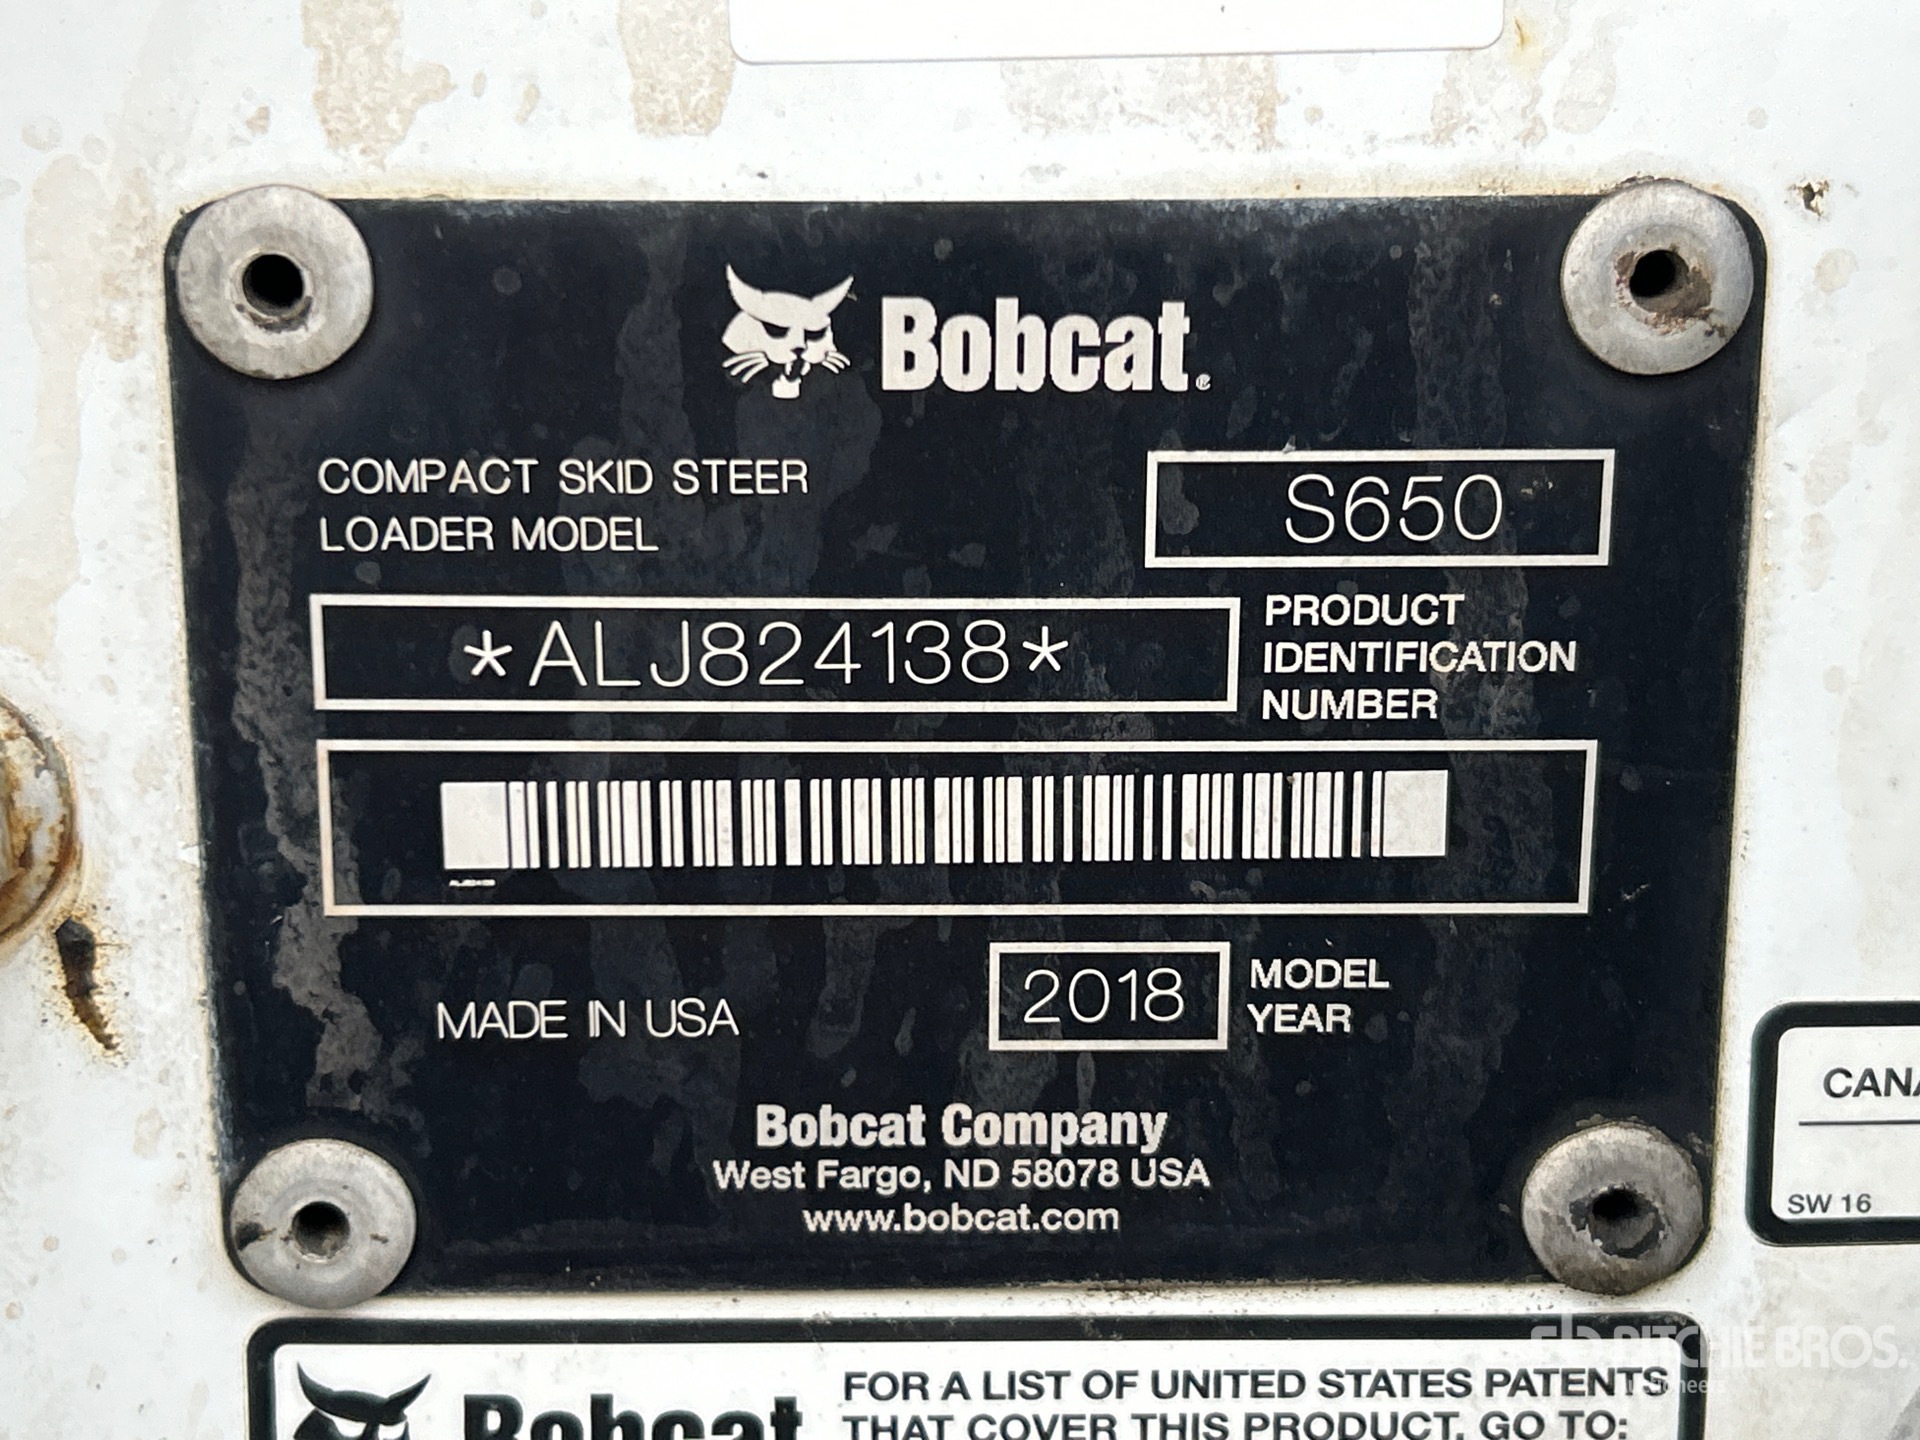 Bobcat®
COMPACT SKID STEER
LOADER MODEL
S650
*ALJ824138*
PRODUCT
IDENTIFICATION
NUMBER
MADE IN USA
2018
MODEL
YEAR
Bobcat Company
West Fargo, ND 58078 USA
www.bobcat.com
SW 16
Bobcat
FOR A LIST OF UNITED STATES PATENTS
THAT COVER THIS PRODUCT, GO TO:
RITCHIE BROS.
Auctioneers